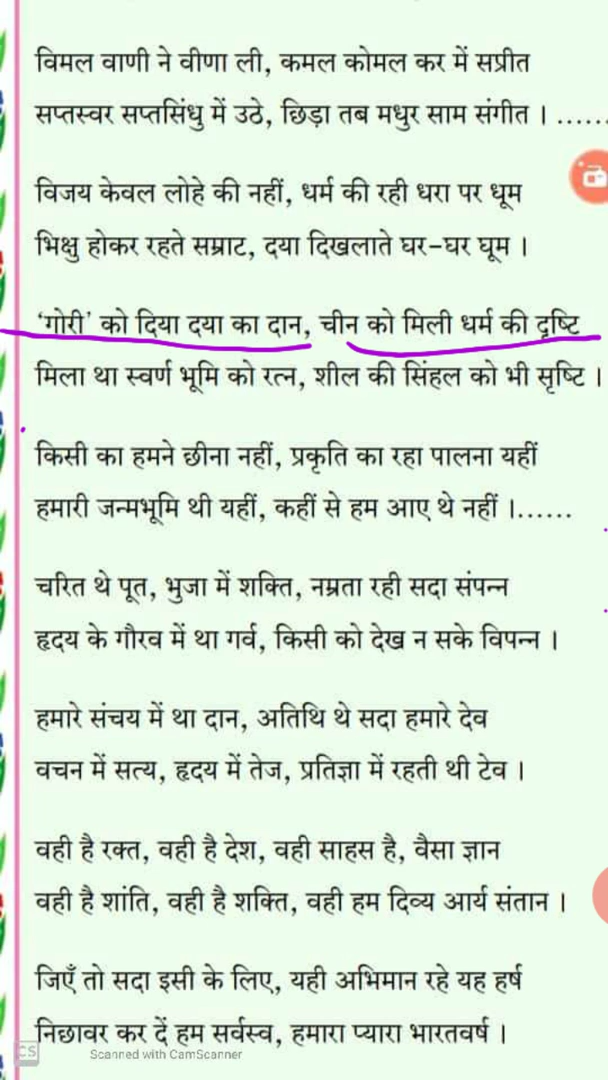 विमल वाणी ने वीणा ली, कमल कोमल कर में सप्रीत
सप्तस्वर सप्तसिंधु में उठे, छिड़ा तब मधुर साम संगीत । ......
विजय केवल लोहे की नहीं, धर्म की रही धरा पर धूम
भिक्षु होकर रहते सम्राट, दया दिखलाते घर-घर घूम ।
‘गोरी’ को दिया दया का दान, चीन को मिली धर्म की दृष्टि
मिला था स्वर्ण भूमि को रत्न, शील की सिंहल को भी सृष्टि ।
किसी का हमने छीना नहीं, प्रकृति का रहा पालना यहीं
हमारी जन्मभूमि थी यहीं, कहीं से हम आए थे नहीं ।......
चरित थे पूत, भुजा में शक्ति, नम्रता रही सदा संपन्न
हृदय के गौरव में था गर्व, किसी को देख न सके विपन्न ।
हमारे संचय में था दान, अतिथि थे सदा हमारे देव
वचन में सत्य, हृदय में तेज, प्रतिज्ञा में रहती थी टेव ।
वही है रक्त, वही है देश, वही साहस है, वैसा ज्ञान
वही है शांति, वही है शक्ति, वही हम दिव्य आर्य संतान ।
जिएँ तो सदा इसी के लिए, यही अभिमान रहे यह हर्ष
निछावर कर दें हम सर्वस्व, हमारा प्यारा भारतवर्ष ।
CS Scanned with CamScanner